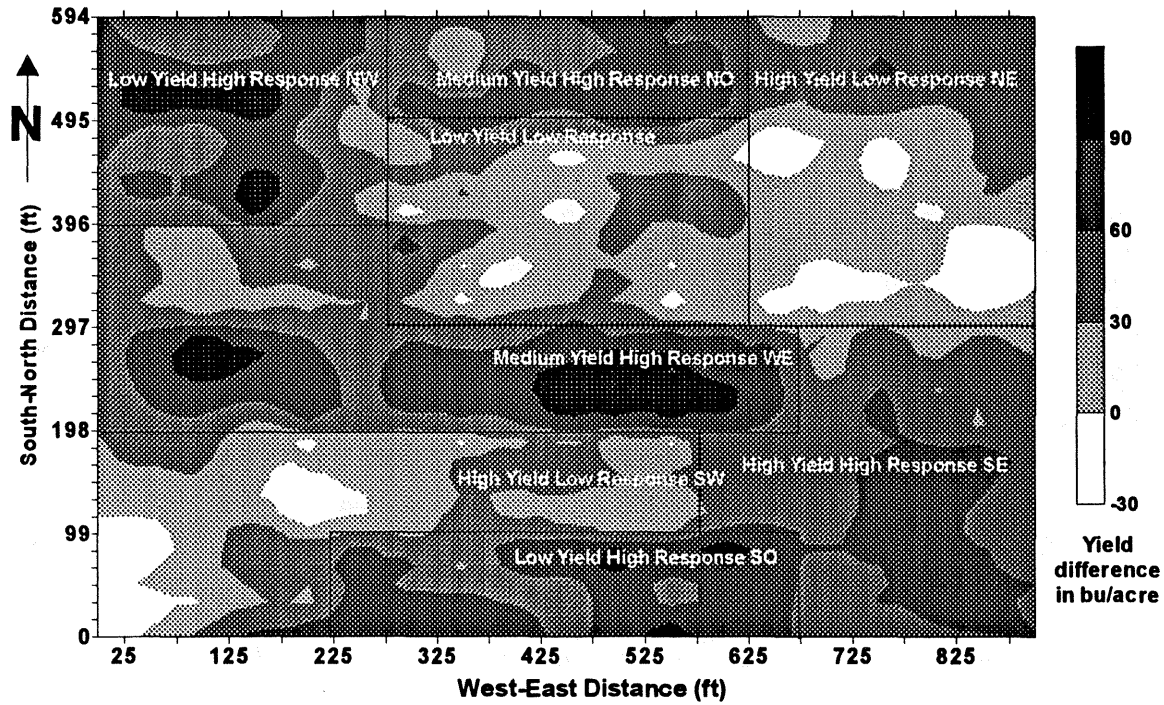 594
Low Yield High Response NW
Medium Yield High Response NO
High Yield Low Response NE
N
495
Low Yield Low Response
90
396
60
South-North Distance (ft)
297
30
Medium Yield High Response WE
198
0
High Yield High Response SE
High Yield Low Response SW
-30
99
Low Yield High Response SO
Yield
difference
in bu/acre
0
25 125 225 325 425 525 625 725 825
West-East Distance (ft)